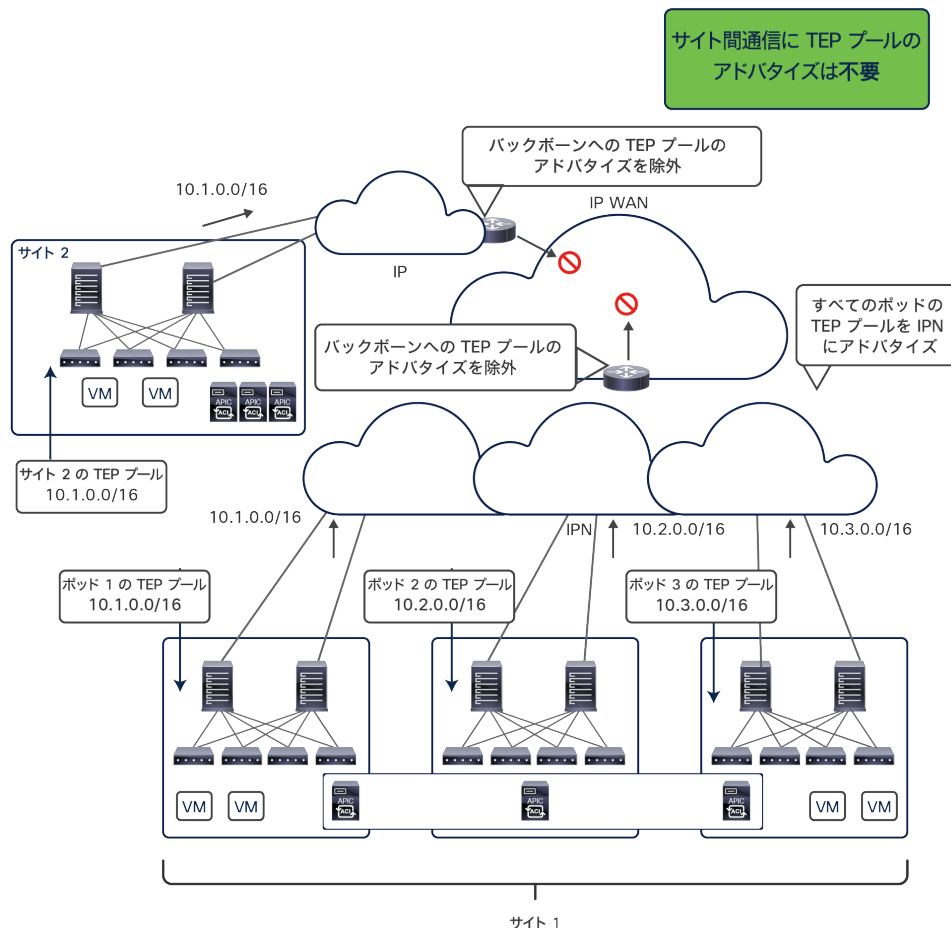 サイト間通信に TEP プールの
アドバタイズは不要
バックボーンへの TEP プールの
アドバタイズを除外
10.1.0.0/16
IP WAN
サイト 2
IP
すべてのポッドの
TEP プールを IPN
にアドバタイズ
バックボーンへの TEP プールの
アドバタイズを除外
VM
VM
APIC
ACI
APIC
ACI
APIC
ACI
サイト 2 の TEP プール
10.1.0.0/16
10.1.0.0/16
IPN
10.2.0.0/16
10.3.0.0/16
ポッド 1 の TEP プール
10.1.0.0/16
ポッド 2 の TEP プール
10.2.0.0/16
ポッド 3 の TEP プール
10.3.0.0/16
VM
VM
APIC
ACI
APIC
ACI
APIC
ACI
VM
VM
サイト 1